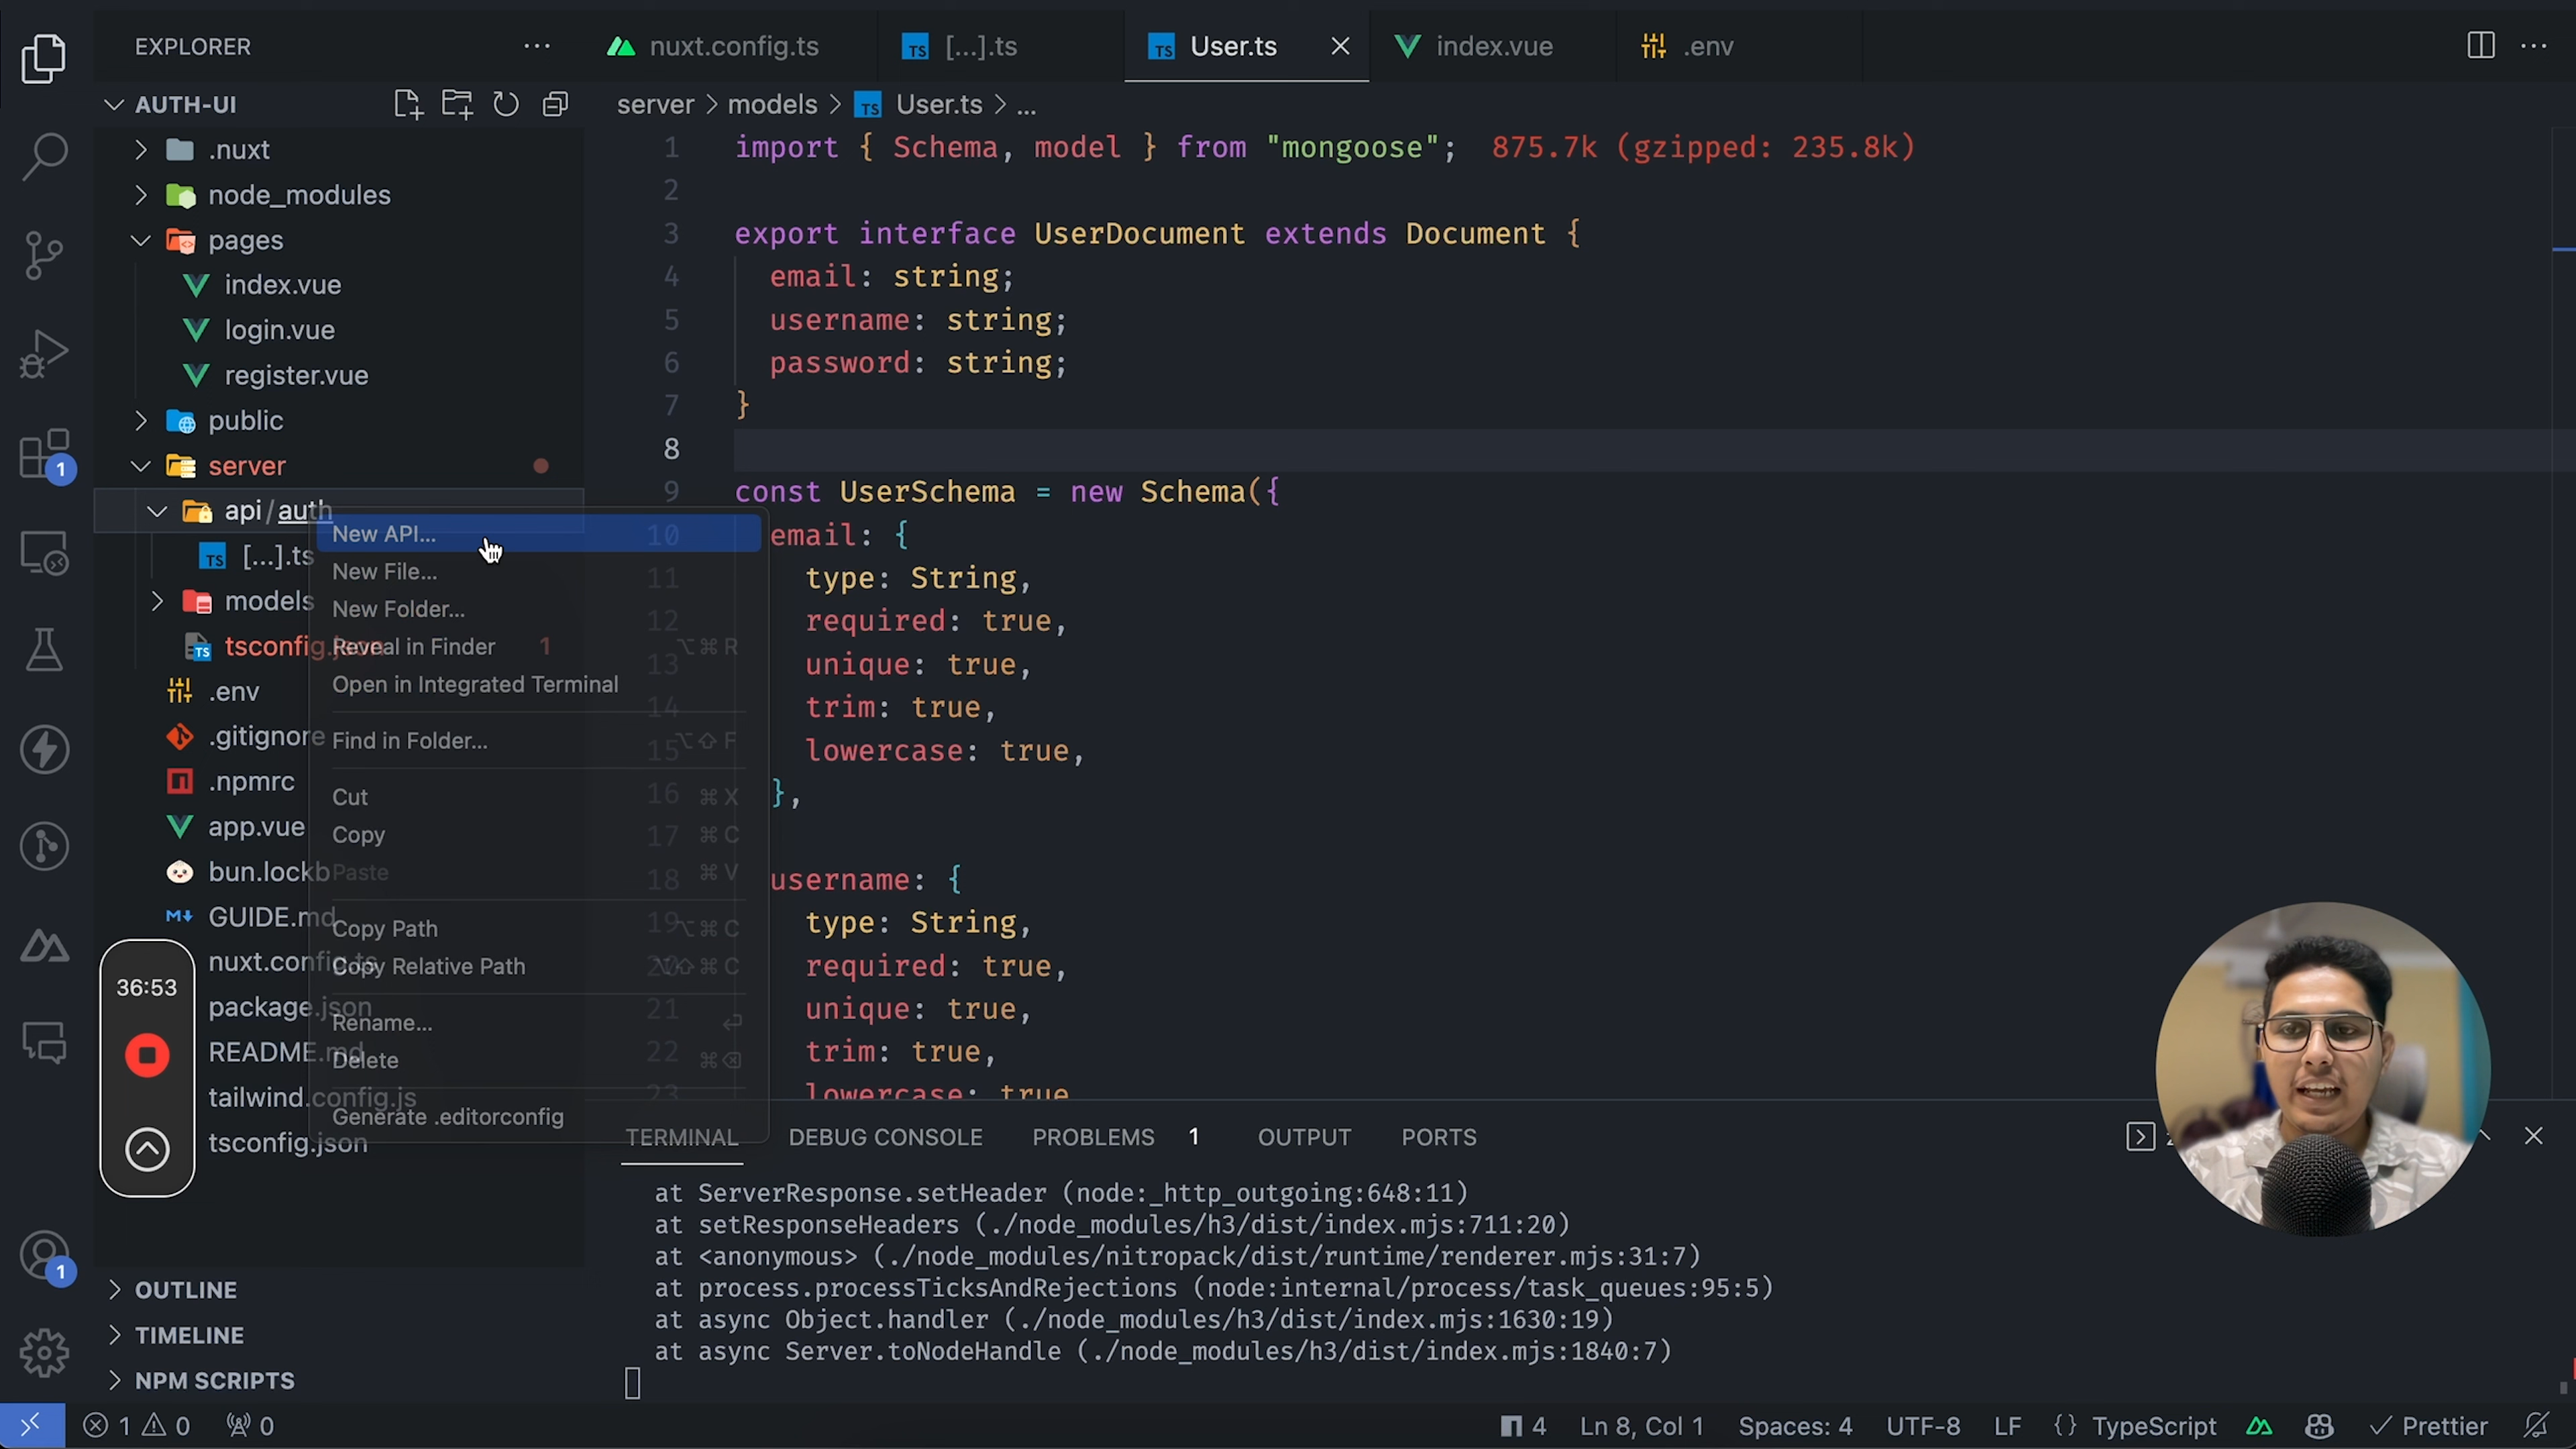 EXPLORER
AUTH-UI
.nuxt
node_modules
pages
index.vue
login.vue
register.vue
public
server
api/auth
[...].ts
models
tsconfig.json 1
.env
.gitignore
.npmrc
app.vue
bun.lockb
GUIDE.md
nuxt.config.ts
package.json
README.md
tailwind.config.js
tsconfig.json
OUTLINE
TIMELINE
NPM SCRIPTS
1
1
36:53
New API...
New File...
New Folder...
Reveal in Finder ⌥⌘R
Open in Integrated Terminal
Find in Folder... ⌥⇧F
Cut ⌘X
Copy ⌘C
Paste ⌘V
Copy Path ⌥⌘C
Copy Relative Path ⌥⇧⌘C
Rename... ⏎
Delete ⌘⌫
Generate .editorconfig
nuxt.config.ts
TS [...].ts
TS User.ts
index.vue
.env
server > models > TS User.ts > ...
1 import { Schema, model } from "mongoose"; 875.7k (gzipped: 235.8k)
2
3 export interface UserDocument extends Document {
4 email: string;
5 username: string;
6 password: string;
7 }
8
9 const UserSchema = new Schema({
10 email: {
11 type: String,
12 required: true,
13 unique: true,
14 trim: true,
15 lowercase: true,
16 },
17
18 username: {
19 type: String,
20 required: true,
21 unique: true,
22 trim: true,
23 lowercase: true
TERMINAL DEBUG CONSOLE PROBLEMS 1 OUTPUT PORTS
at ServerResponse.setHeader (node:_http_outgoing:648:11)
at setResponseHeaders (./node_modules/h3/dist/index.mjs:711:20)
at <anonymous> (./node_modules/nitropack/dist/runtime/renderer.mjs:31:7)
at process.processTicksAndRejections (node:internal/process/task_queues:95:5)
at async Object.handler (./node_modules/h3/dist/index.mjs:1630:19)
at async Server.toNodeHandle (./node_modules/h3/dist/index.mjs:1840:7)
1 0 0 4 Ln 8, Col 1 Spaces: 4 UTF-8 LF {} TypeScript Prettier